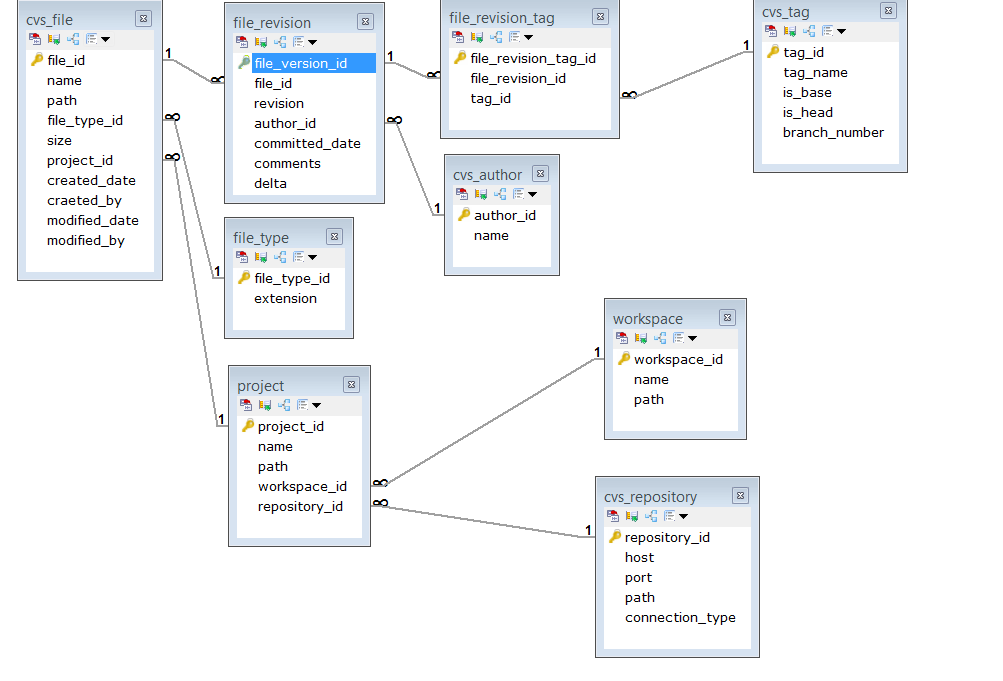 cvs_file
file_id
name
path
file_type_id
size
project_id
created_date
craeted_by
modified_date
modified_by
file_revision
file_version_id
file_id
revision
author_id
committed_date
comments
delta
file_revision_tag
file_revision_tag_id
file_revision_id
tag_id
cvs_tag
tag_id
tag_name
is_base
is_head
branch_number
cvs_author
author_id
name
file_type
file_type_id
extension
project
project_id
name
path
workspace_id
repository_id
workspace
workspace_id
name
path
cvs_repository
repository_id
host
port
path
connection_type
1
1
1
1
1
1
1
1